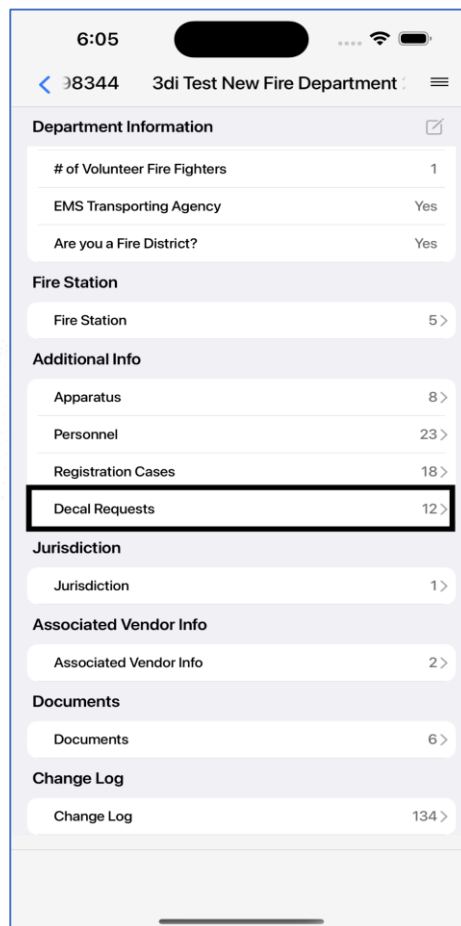 6:05
98344 3di Test New Fire Department
Department Information
# of Volunteer Fire Fighters 1
EMS Transporting Agency Yes
Are you a Fire District? Yes
Fire Station
Fire Station 5
Additional Info
Apparatus 8
Personnel 23
Registration Cases 18
Decal Requests 12
Jurisdiction
Jurisdiction 1
Associated Vendor Info
Associated Vendor Info 2
Documents
Documents 6
Change Log
Change Log 134